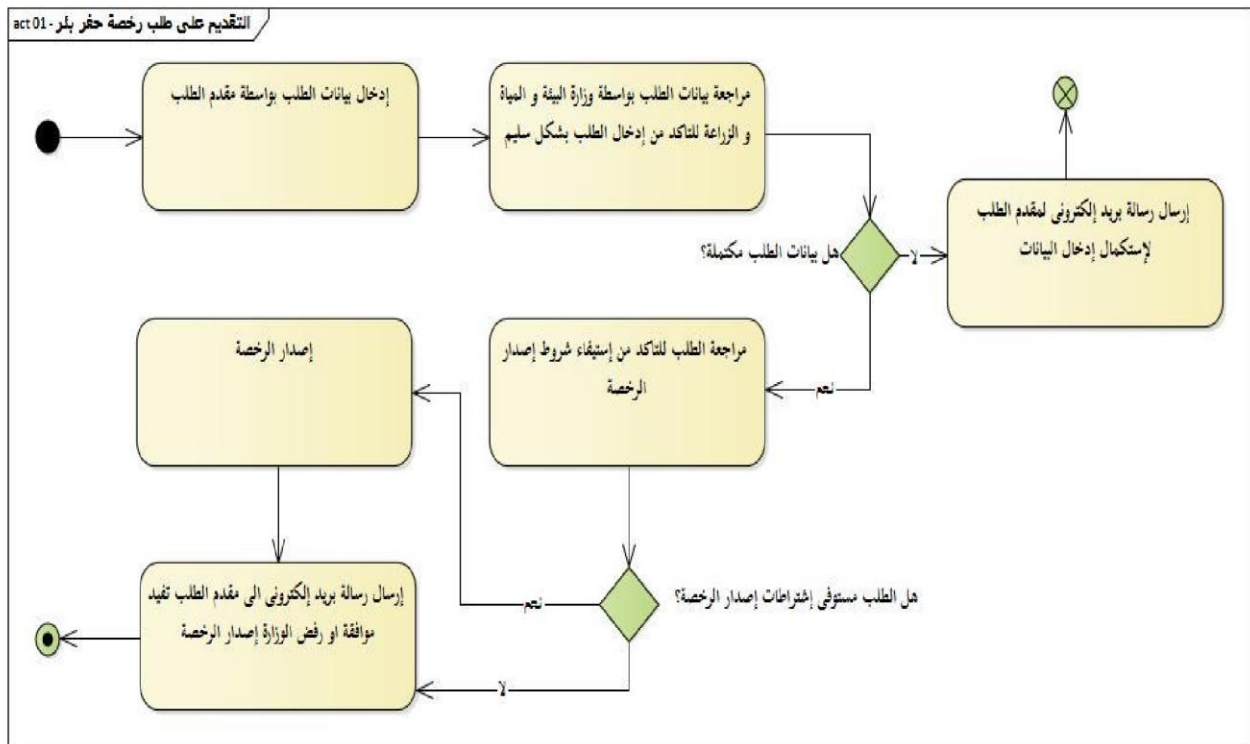 act 01 - التقديم على طلب رخصة حفر بئر
إدخال بيانات الطلب بواسطة مقدم الطلب
مراجعة بيانات الطلب بواسطة وزارة البيئة و المياة
و الزراعة للتاكد من إدخال الطلب بشكل سليم
هل بيانات الطلب مكتملة؟
لا
إرسال رسالة بريد إلكترونى لمقدم الطلب
لإستكمال إدخال البيانات
نعم
مراجعة الطلب للتاكد من إستيفاء شروط إصدار
الرخصة
إصدار الرخصة
هل الطلب مستوفى إشتراطات إصدار الرخصة؟
نعم
لا
إرسال رسالة بريد إلكترونى الى مقدم الطلب تفيد
موافقة او رفض الوزارة إصدار الرخصة